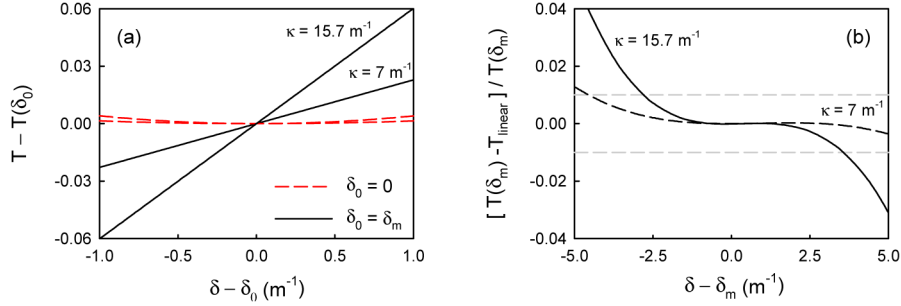 0.06
0.03
0.00
-0.03
-0.06
T – T(δ₀)
(a)
κ = 15.7 m⁻¹
κ = 7 m⁻¹
δ₀ = 0
δ₀ = δₘ
-1.0
-0.5
0.0
0.5
1.0
δ – δ₀ (m⁻¹)
0.04
0.02
0.00
-0.02
-0.04
[ T(δₘ) -T_linear ] / T(δₘ)
(b)
κ = 15.7 m⁻¹
κ = 7 m⁻¹
-5.0
-2.5
0.0
2.5
5.0
δ – δₘ (m⁻¹)